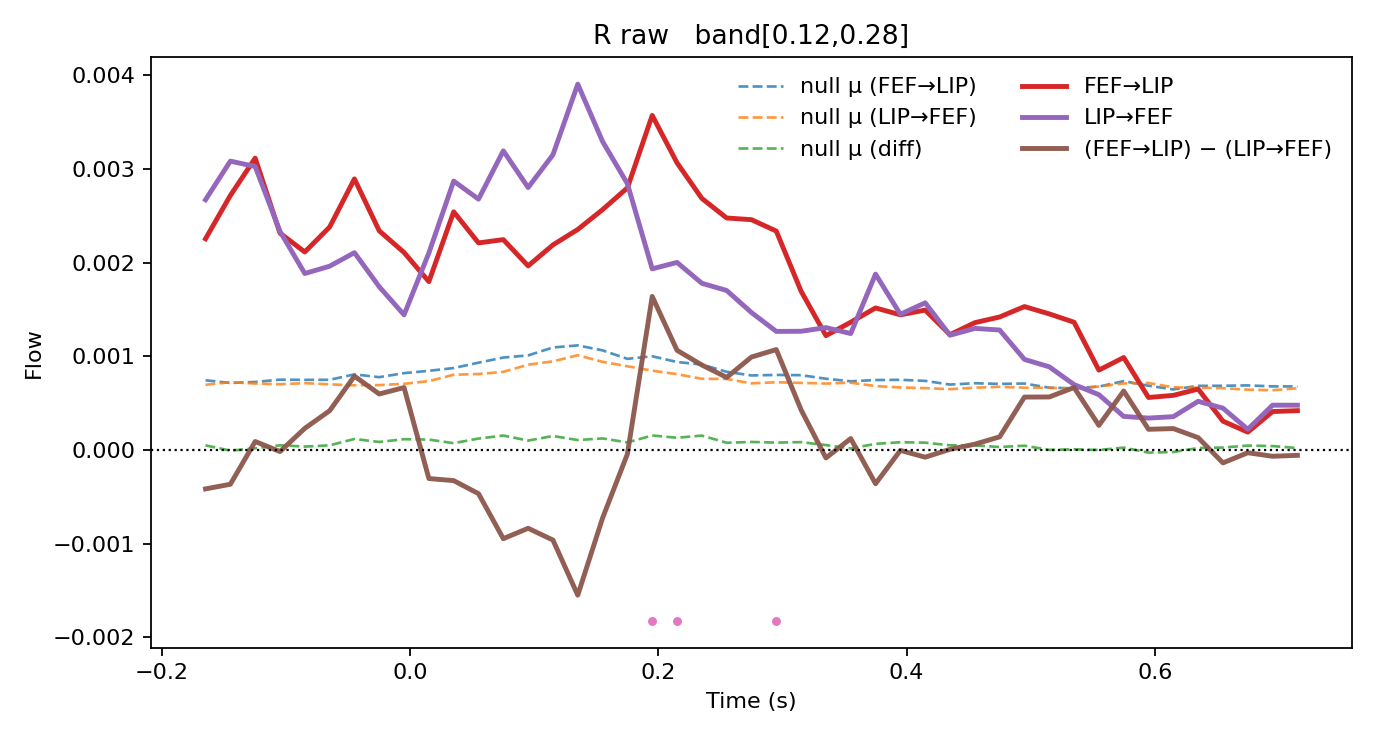 R raw   band[0.12,0.28]
0.004
0.003
0.002
0.001
0.000
−0.001
−0.002
Flow
null μ (FEF→LIP)
null μ (LIP→FEF)
null μ (diff)
FEF→LIP
LIP→FEF
(FEF→LIP) − (LIP→FEF)
−0.2
0.0
0.2
0.4
0.6
Time (s)